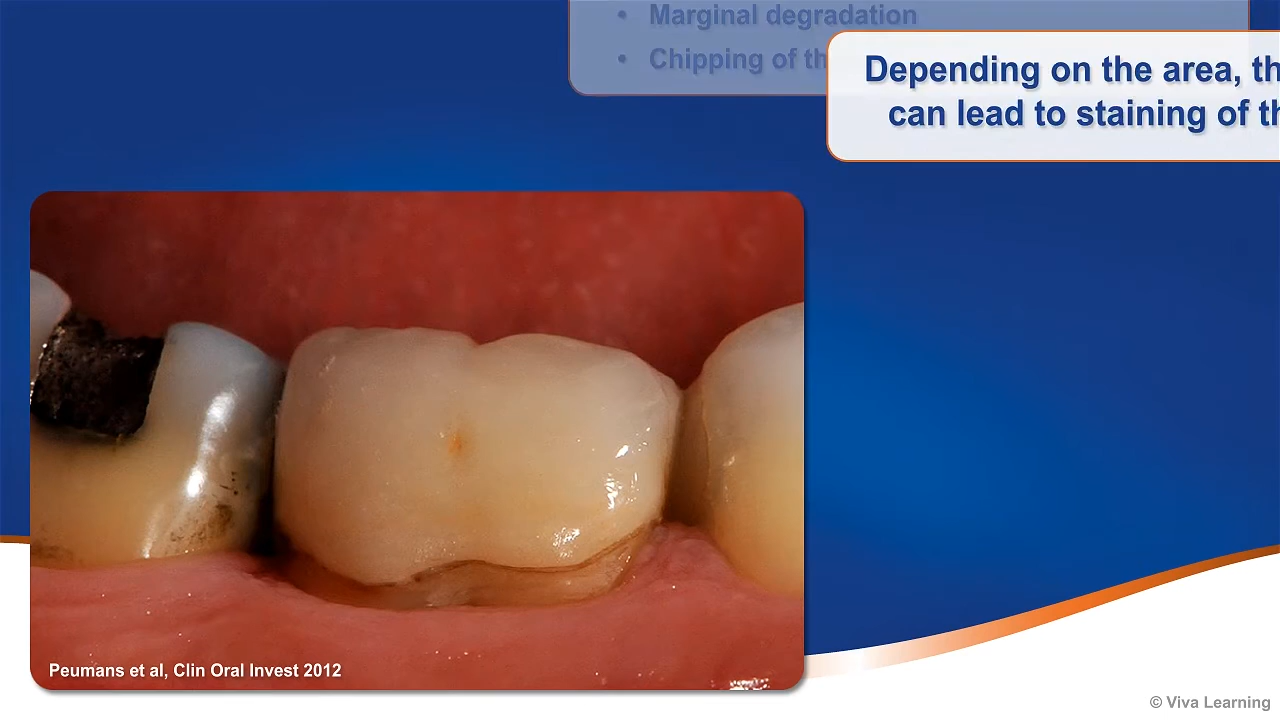 • Marginal degradation
• Chipping of th
Depending on the area, th
can lead to staining of th
Peumans et al, Clin Oral Invest 2012
© Viva Learning